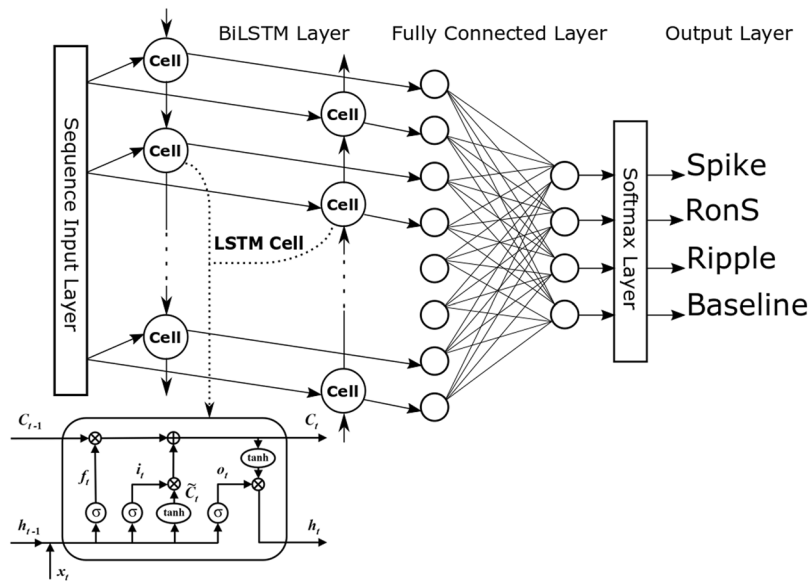 BiLSTM Layer
Fully Connected Layer
Output Layer
Sequence Input Layer
Cell
Cell
Cell
Cell
Cell
Cell
LSTM Cell
Softmax Layer
Spike
RonS
Ripple
Baseline
C_{t-1}
C_t
tanh
f_t
i_t
C̃_t
o_t
σ
σ
tanh
σ
h_{t-1}
h_t
x_t